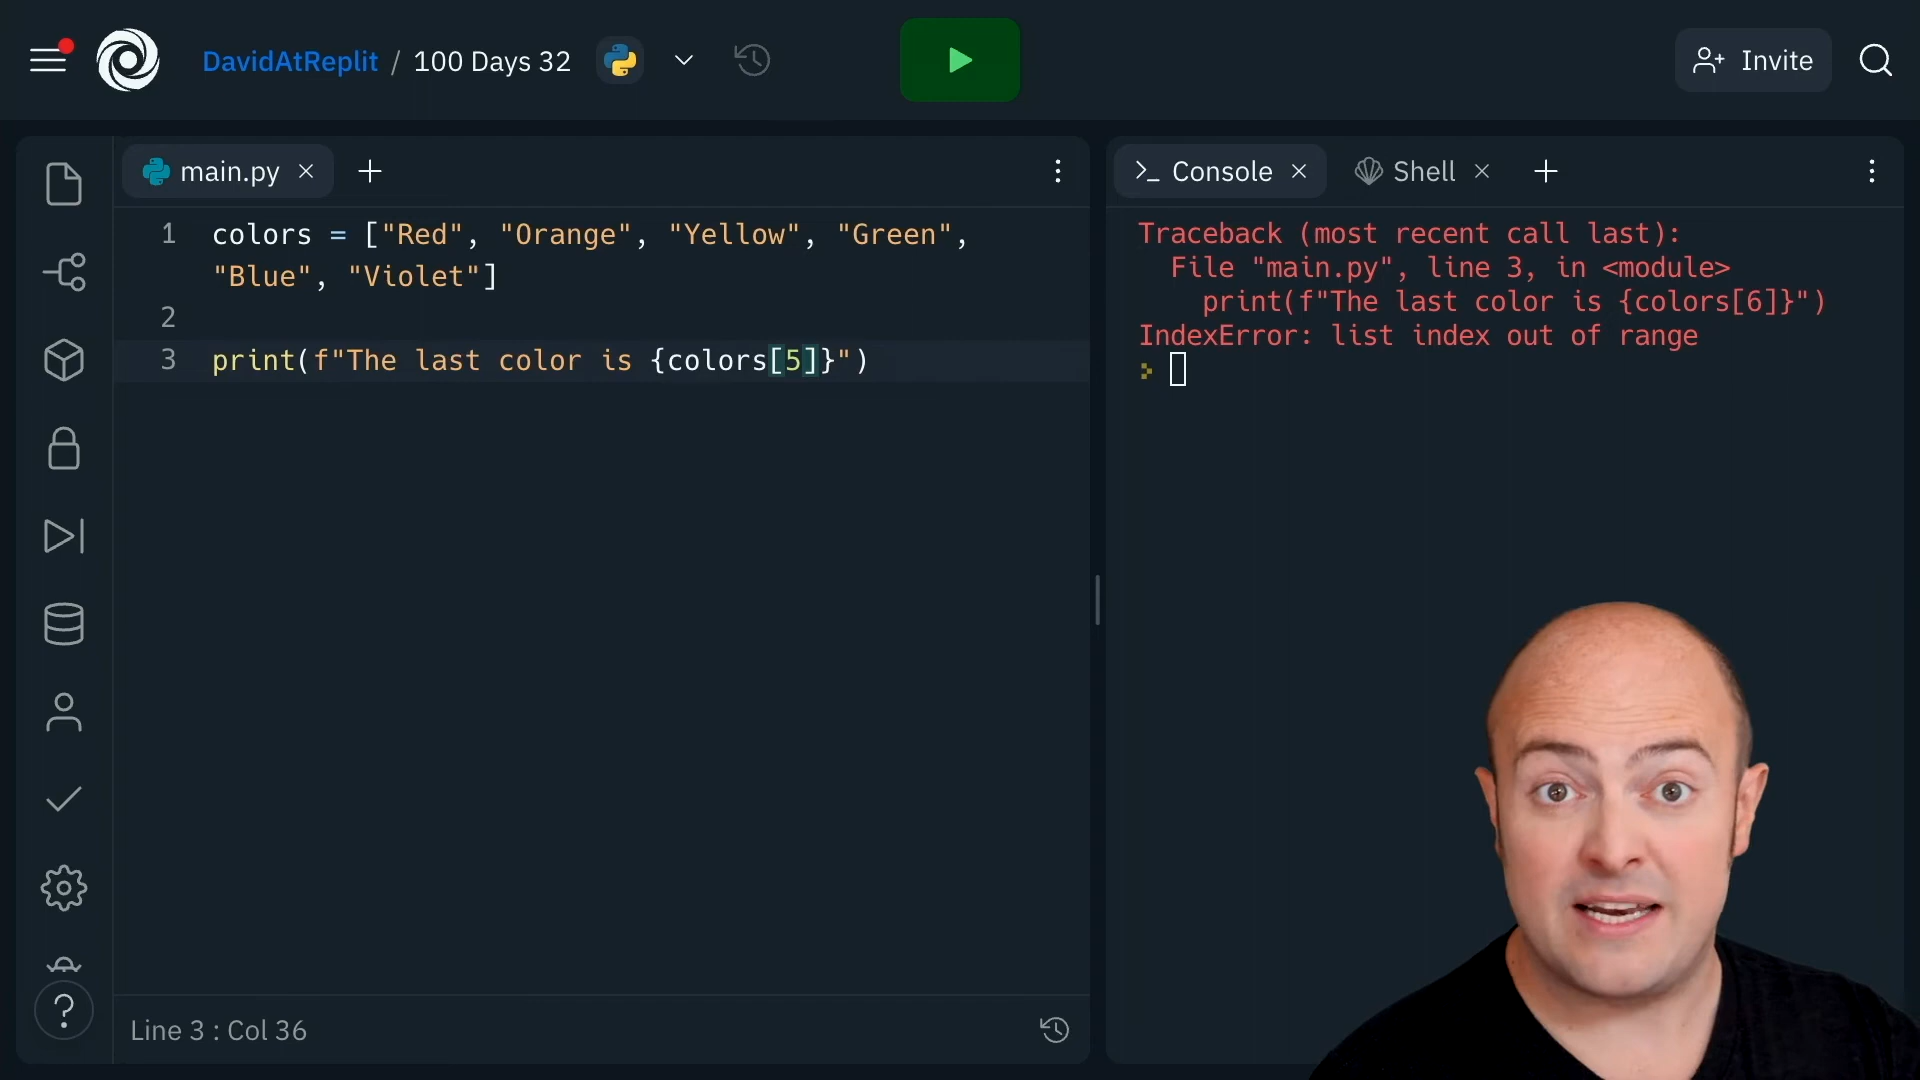 DavidAtReplit / 100 Days 32
Invite
main.py
Console
Shell
1 colors = ["Red", "Orange", "Yellow", "Green",
"Blue", "Violet"]
2
3 print(f"The last color is {colors[5]}")
Traceback (most recent call last):
File "main.py", line 3, in <module>
print(f"The last color is {colors[6]}")
IndexError: list index out of range
?
Line 3 : Col 36